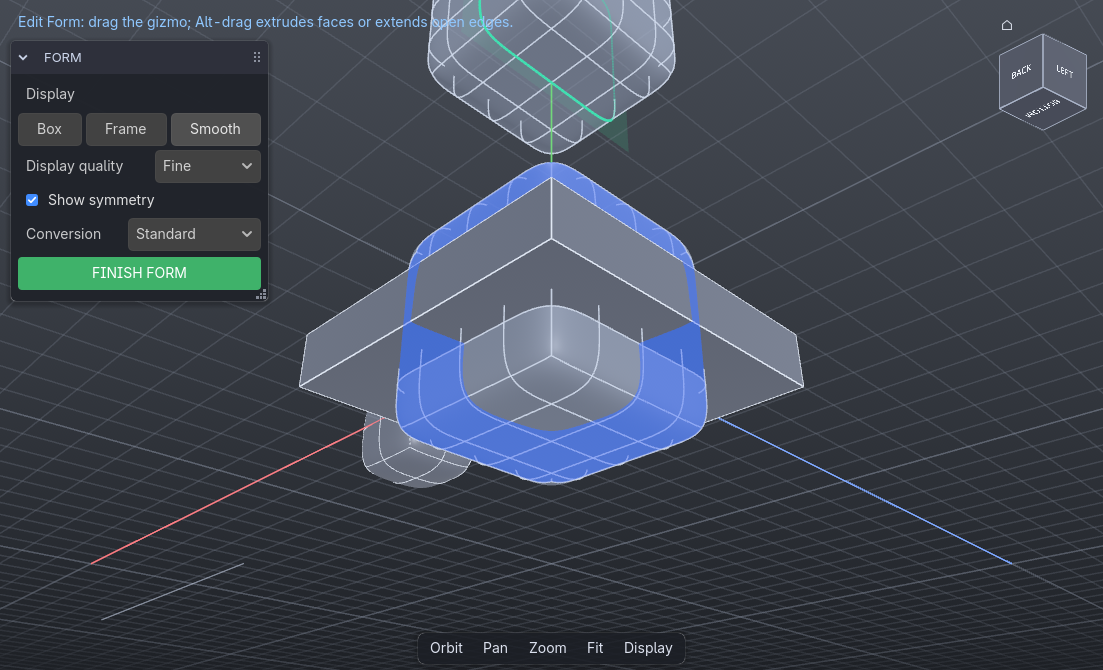 Edit Form: drag the gizmo; Alt-drag extrudes faces or extends open edges.
FORM
Display
Box Frame Smooth
Display quality Fine
Show symmetry
Conversion Standard
FINISH FORM
BACK LEFT
BOTTOM
Orbit Pan Zoom Fit Display